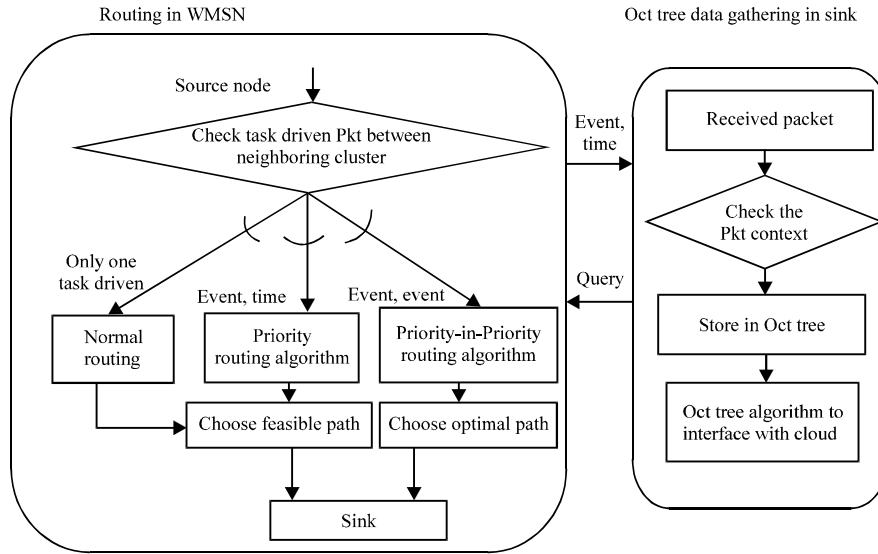 Routing in WMSN
Oct tree data gathering in sink
Source node
Check task driven Pkt between
neighboring cluster
Only one
task driven
Event, time
Event, event
Normal
routing
Priority
routing algorithm
Priority-in-Priority
routing algorithm
Choose feasible path
Choose optimal path
Sink
Event,
time
Query
Received packet
Check the
Pkt context
Store in Oct tree
Oct tree algorithm to
interface with cloud